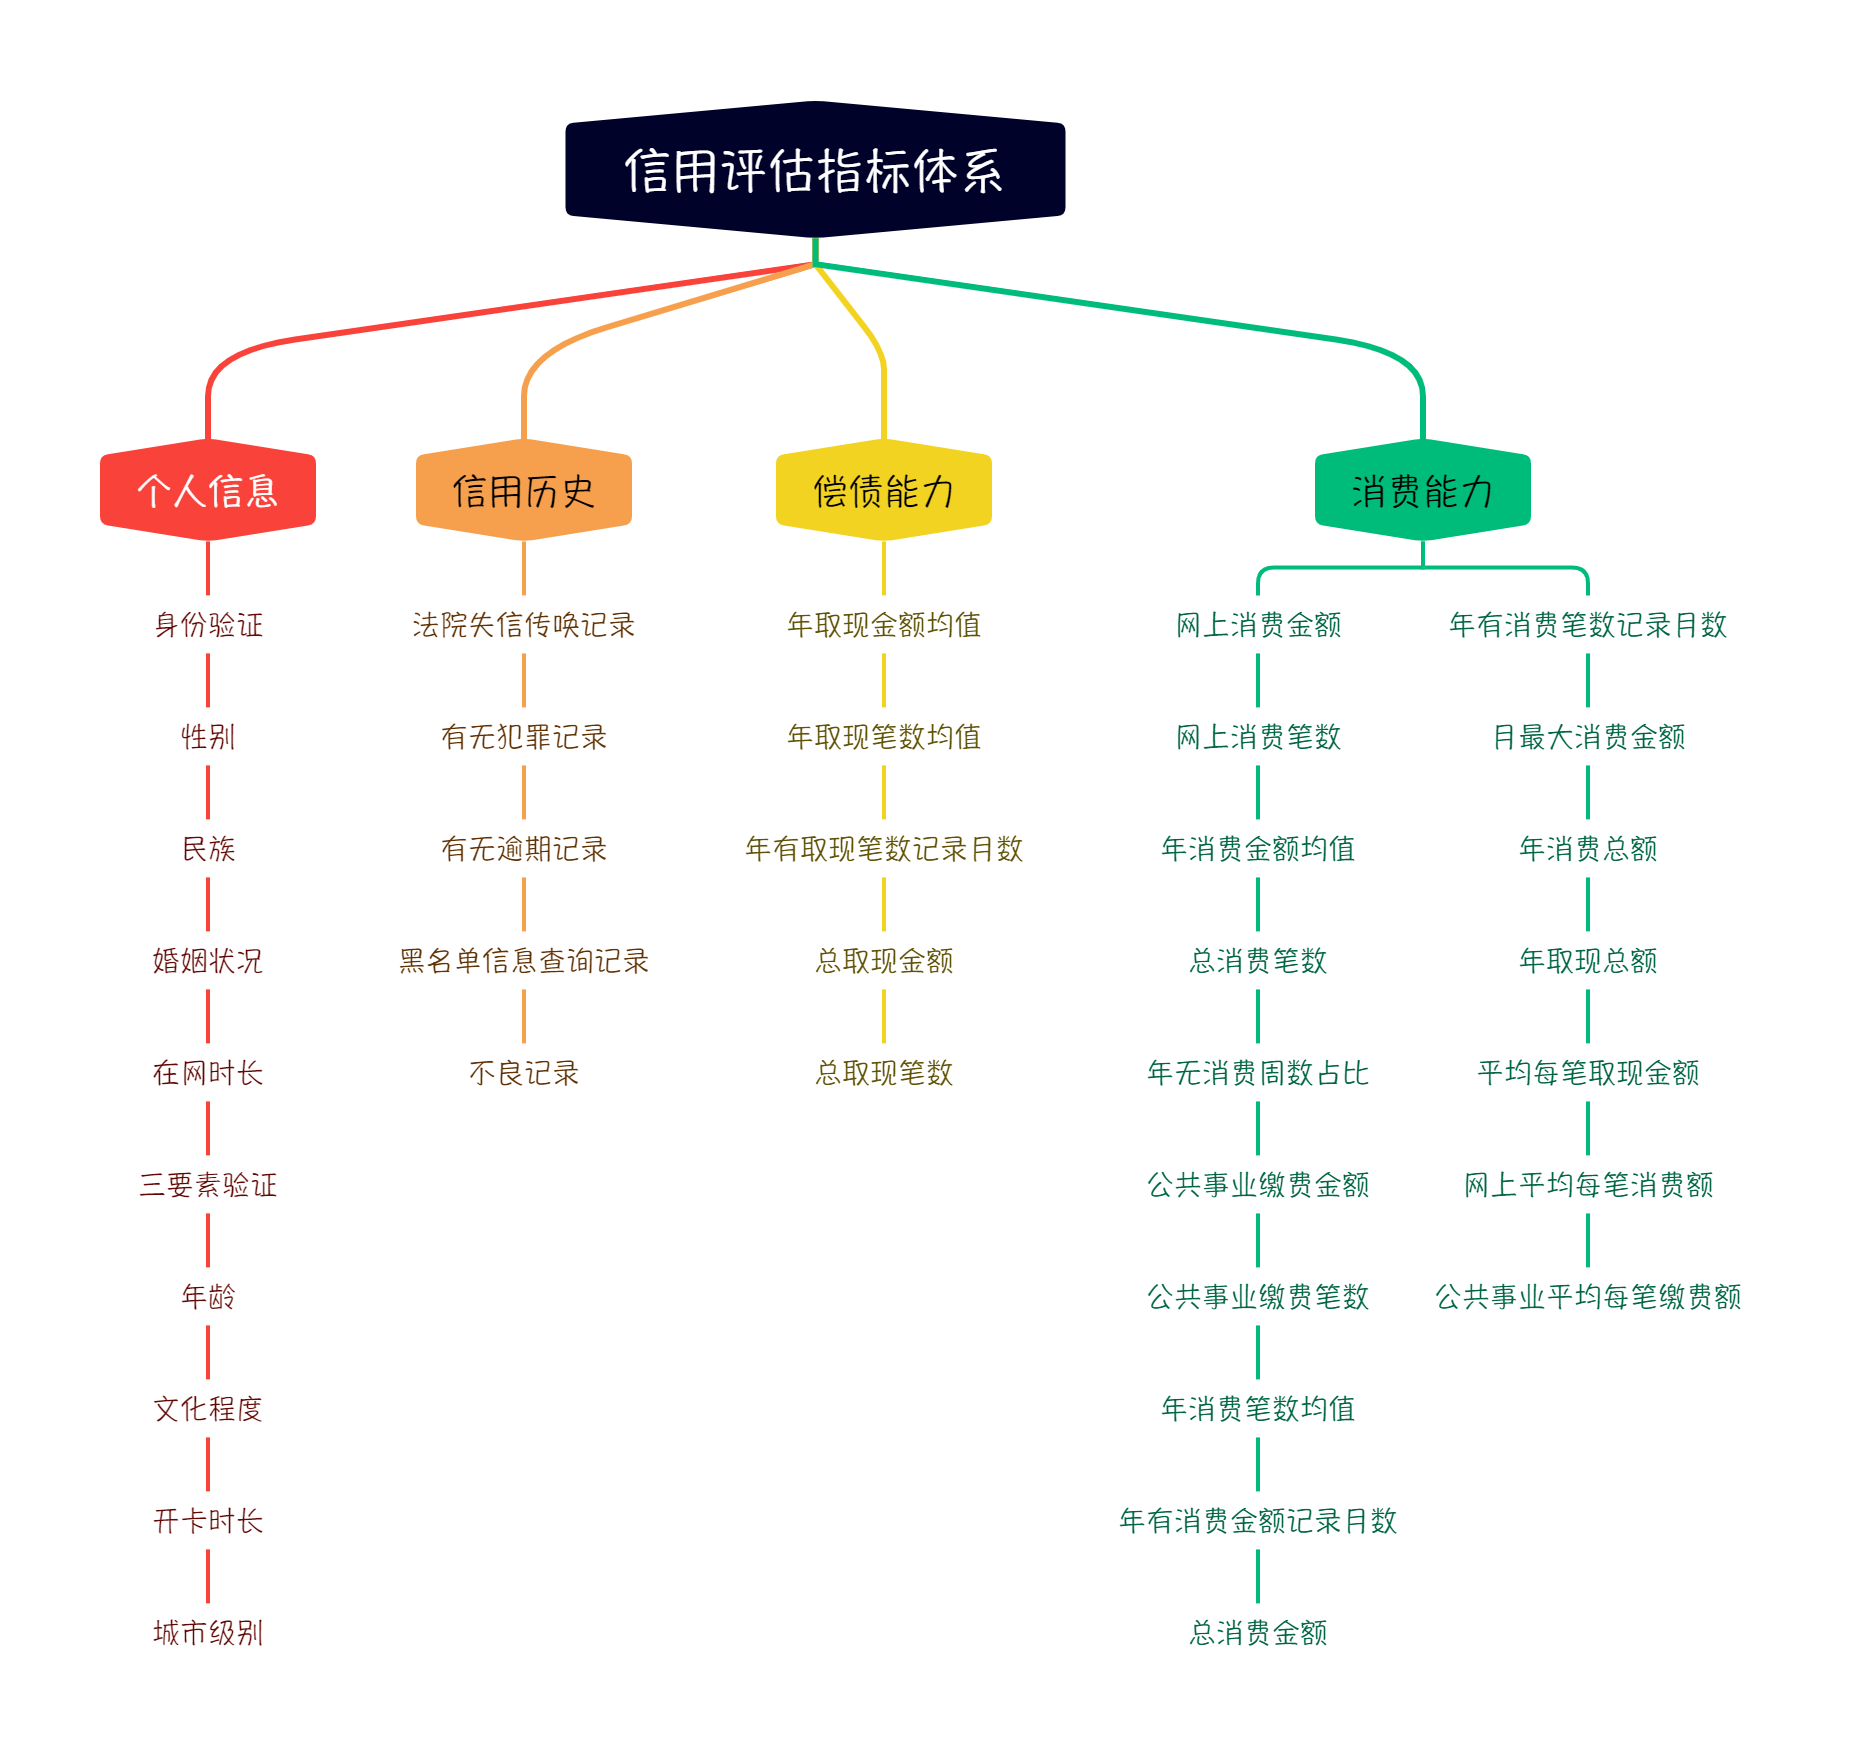 信用评估指标体系
个人信息
身份验证
性别
民族
婚姻状况
在网时长
三要素验证
年龄
文化程度
开卡时长
城市级别
信用历史
法院失信传唤记录
有无犯罪记录
有无逾期记录
黑名单信息查询记录
不良记录
偿债能力
年取现金额均值
年取现笔数均值
年有取现笔数记录月数
总取现金额
总取现笔数
消费能力
网上消费金额
网上消费笔数
年消费金额均值
总消费笔数
年无消费周数占比
公共事业缴费金额
公共事业缴费笔数
年消费笔数均值
年有消费金额记录月数
总消费金额
年有消费笔数记录月数
月最大消费金额
年消费总额
年取现总额
平均每笔取现金额
网上平均每笔消费额
公共事业平均每笔缴费额